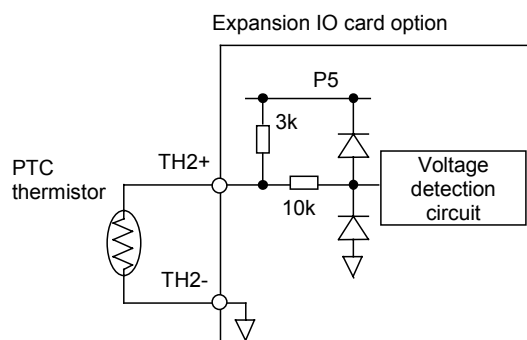 Expansion IO card option
P5
3k
PTC
thermistor
TH2+
10k
Voltage
detection
circuit
TH2-